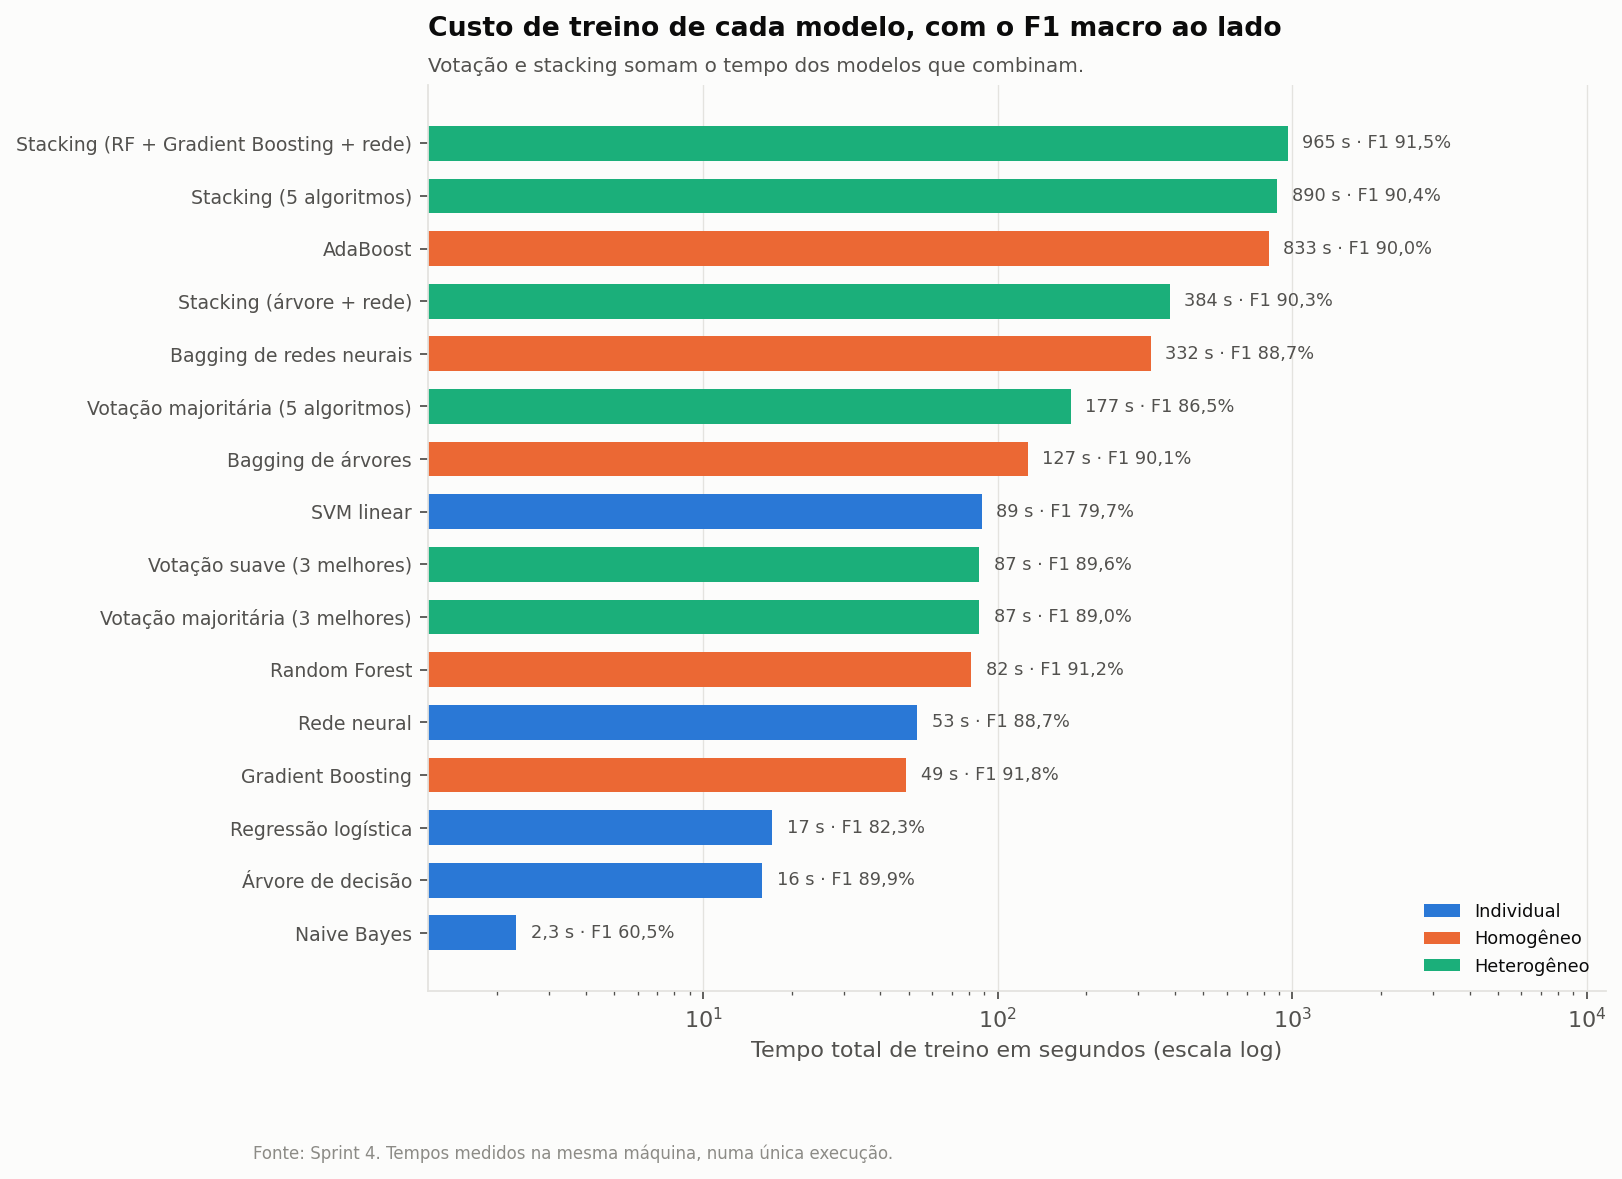 Custo de treino de cada modelo, com o F1 macro ao lado
Votação e stacking somam o tempo dos modelos que combinam.
Stacking (RF + Gradient Boosting + rede) 965 s · F1 91,5%
Stacking (5 algoritmos) 890 s · F1 90,4%
AdaBoost 833 s · F1 90,0%
Stacking (árvore + rede) 384 s · F1 90,3%
Bagging de redes neurais 332 s · F1 88,7%
Votação majoritária (5 algoritmos) 177 s · F1 86,5%
Bagging de árvores 127 s · F1 90,1%
SVM linear 89 s · F1 79,7%
Votação suave (3 melhores) 87 s · F1 89,6%
Votação majoritária (3 melhores) 87 s · F1 89,0%
Random Forest 82 s · F1 91,2%
Rede neural 53 s · F1 88,7%
Gradient Boosting 49 s · F1 91,8%
Regressão logística 17 s · F1 82,3%
Árvore de decisão 16 s · F1 89,9%
Naive Bayes 2,3 s · F1 60,5%
Individual
Homogêneo
Heterogêneo
10¹ 10² 10³ 10⁴
Tempo total de treino em segundos (escala log)
Fonte: Sprint 4. Tempos medidos na mesma máquina, numa única execução.